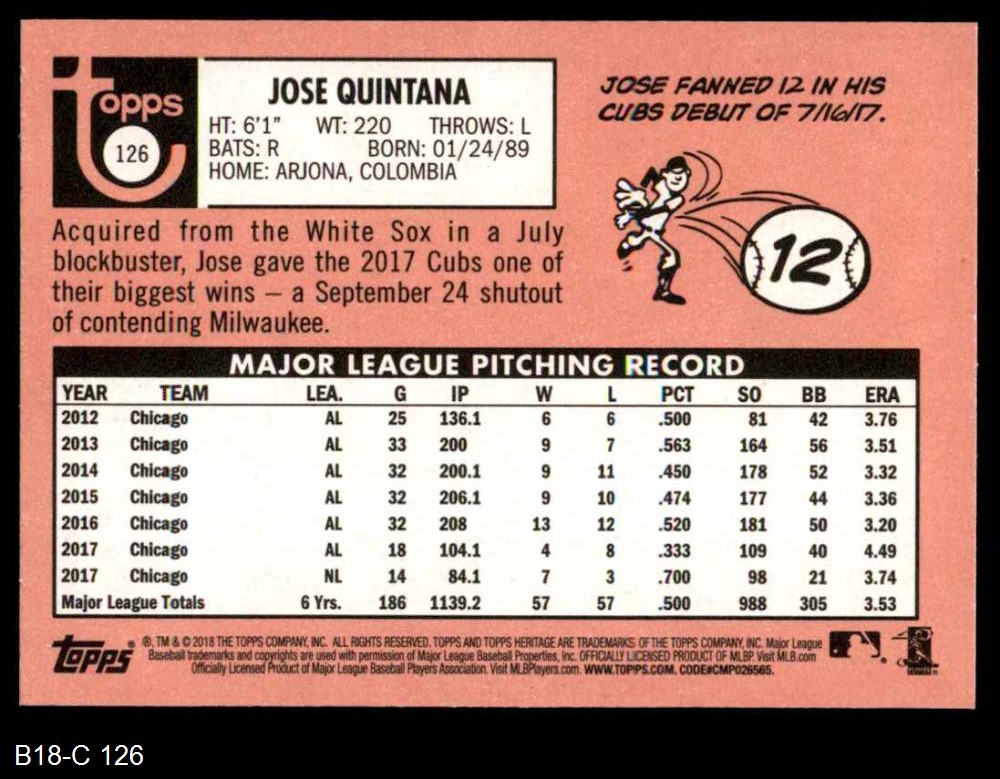 topps
126
JOSE QUINTANA
HT: 6'1" WT: 220 THROWS: L
BATS: R BORN: 01/24/89
HOME: ARJONA, COLOMBIA
JOSE FANNED 12 IN HIS
CUBS DEBUT OF 7/16/17.
12
Acquired from the White Sox in a July
blockbuster, Jose gave the 2017 Cubs one of
their biggest wins – a September 24 shutout
of contending Milwaukee.
MAJOR LEAGUE PITCHING RECORD
YEAR TEAM LEA. G IP W L PCT SO BB ERA
2012 Chicago AL 25 136.1 6 6 .500 81 42 3.76
2013 Chicago AL 33 200 9 7 .563 164 56 3.51
2014 Chicago AL 32 200.1 9 11 .450 178 52 3.32
2015 Chicago AL 32 206.1 9 10 .474 177 44 3.36
2016 Chicago AL 32 208 13 12 .520 181 50 3.20
2017 Chicago AL 18 104.1 4 8 .333 109 40 4.49
2017 Chicago NL 14 84.1 7 3 .700 98 21 3.74
Major League Totals 6 Yrs. 186 1139.2 57 57 .500 988 305 3.53
Topps® ®, TM & © 2018 THE TOPPS COMPANY, INC. ALL RIGHTS RESERVED. TOPPS AND TOPPS HERITAGE ARE TRADEMARKS OF THE TOPPS COMPANY, INC. Major League
Baseball trademarks and copyrights are used with permission of Major League Baseball Properties, Inc. OFFICIALLY LICENSED PRODUCT OF MLBP. Visit MLB.com
Officially Licensed Product of Major League Baseball Players Association. Visit MLBPlayers.com. WWW.TOPPS.COM. CODE#CMP026565.
B18-C 126